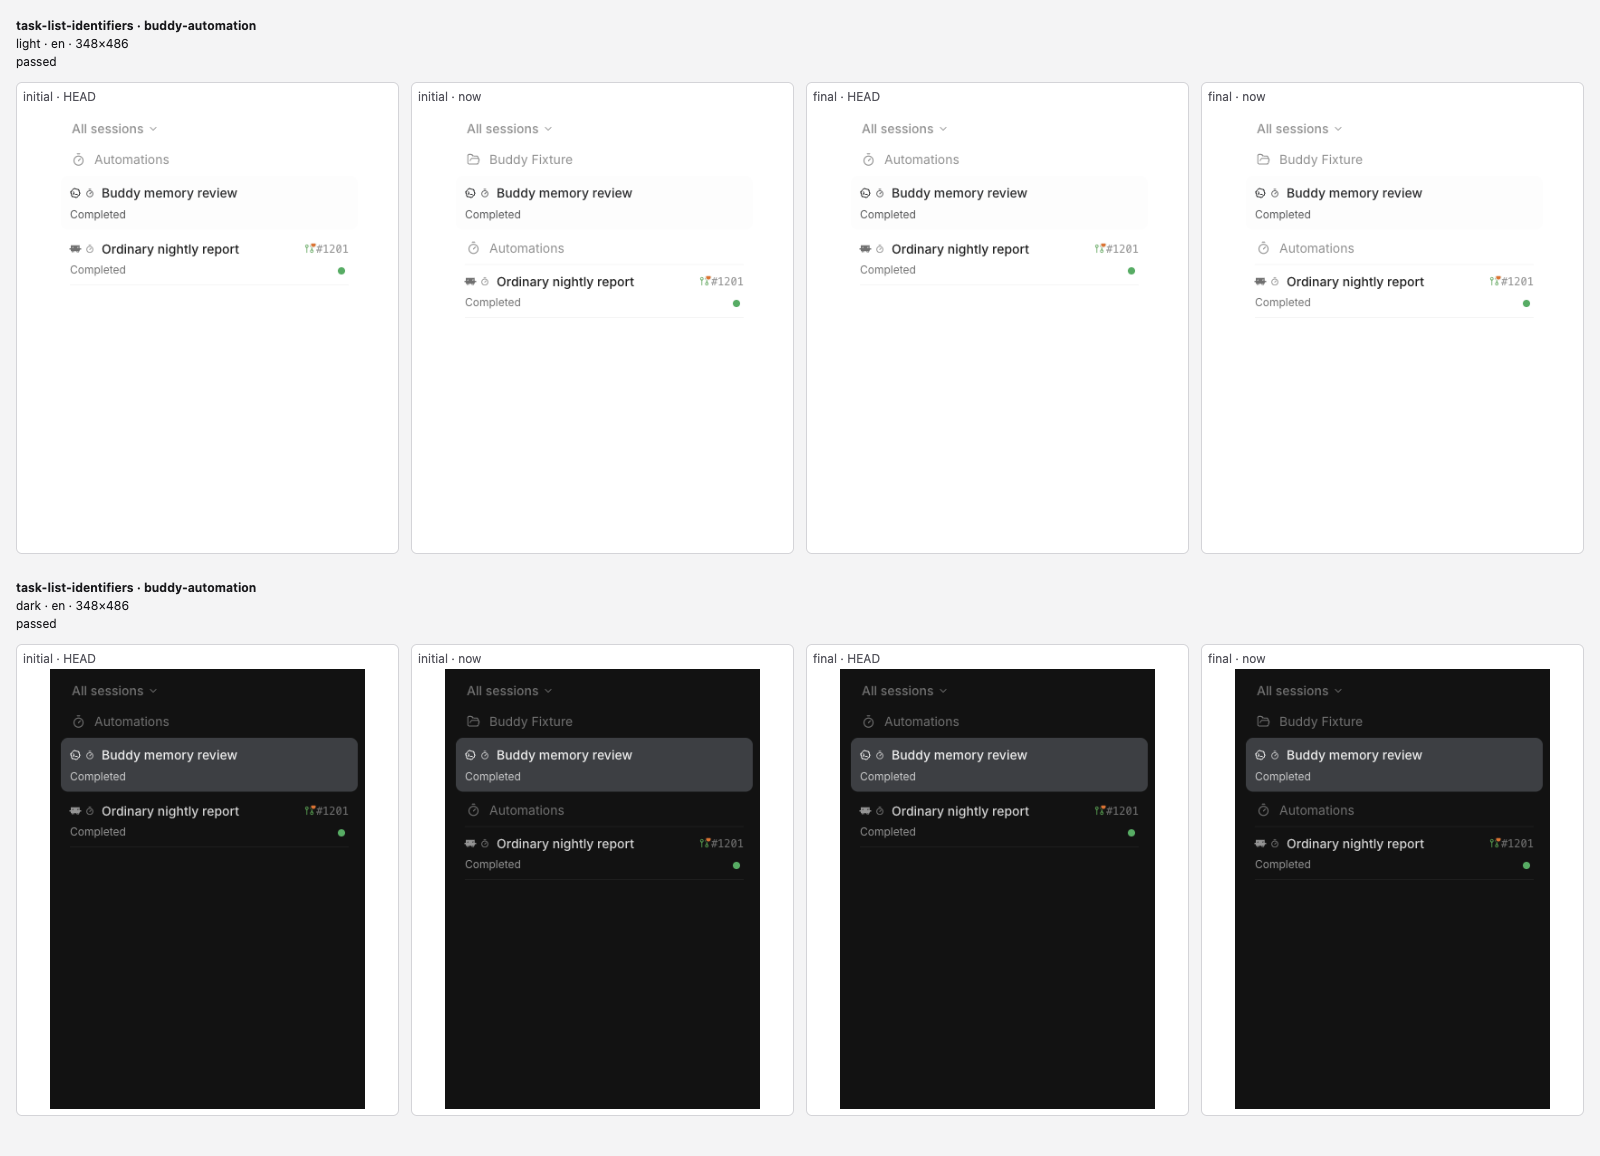 task-list-identifiers · buddy-automation
light · en · 348×486
passed
initial · HEAD
All sessions
Automations
Buddy memory review
Completed
Ordinary nightly report
#1201
Completed
initial · now
All sessions
Buddy Fixture
Buddy memory review
Completed
Automations
Ordinary nightly report
#1201
Completed
final · HEAD
All sessions
Automations
Buddy memory review
Completed
Ordinary nightly report
#1201
Completed
final · now
All sessions
Buddy Fixture
Buddy memory review
Completed
Automations
Ordinary nightly report
#1201
Completed
task-list-identifiers · buddy-automation
dark · en · 348×486
passed
initial · HEAD
All sessions
Automations
Buddy memory review
Completed
Ordinary nightly report
#1201
Completed
initial · now
All sessions
Buddy Fixture
Buddy memory review
Completed
Automations
Ordinary nightly report
#1201
Completed
final · HEAD
All sessions
Automations
Buddy memory review
Completed
Ordinary nightly report
#1201
Completed
final · now
All sessions
Buddy Fixture
Buddy memory review
Completed
Automations
Ordinary nightly report
#1201
Completed